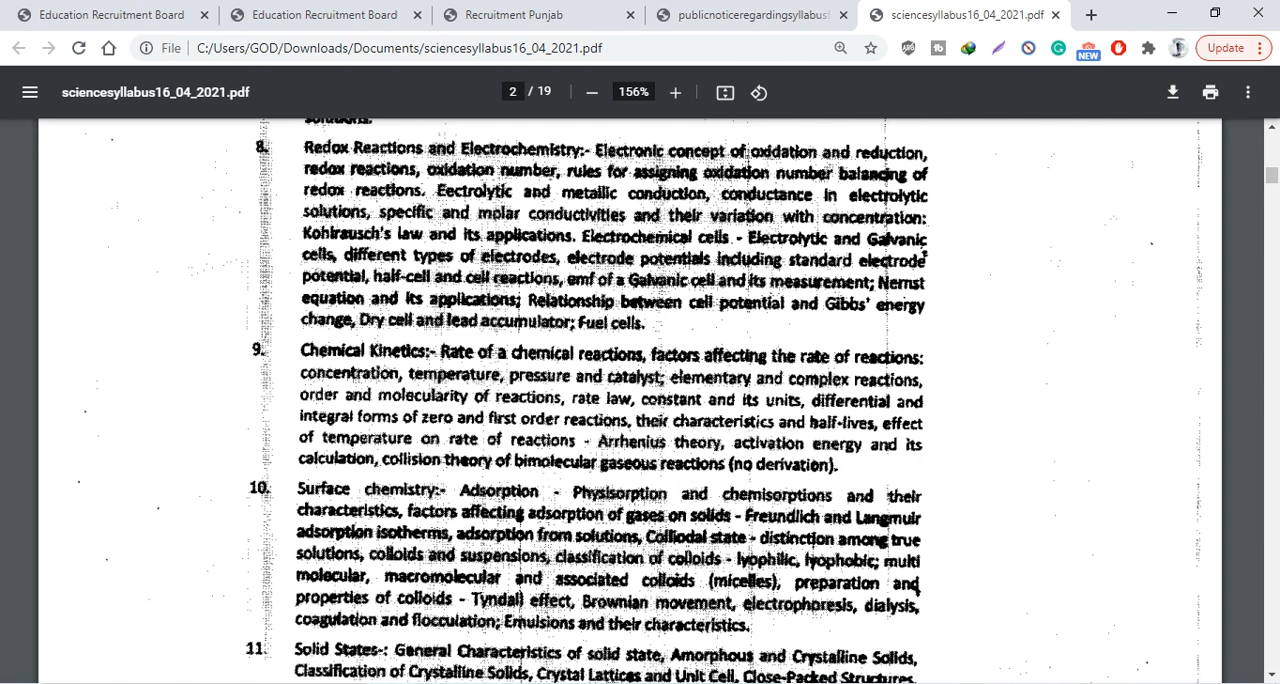 Education Recruitment Board
Education Recruitment Board
Recruitment Punjab
publicnoticeregardingsyllabus
sciencesyllabus16_04_2021.pdf
File C:/Users/GOD/Downloads/Documents/sciencesyllabus16_04_2021.pdf
NEW
Update
sciencesyllabus16_04_2021.pdf
2 / 19
156%
solutions.
8. Redox Reactions and Electrochemistry:- Electronic concept of oxidation and reduction,
redox reactions, oxidation number, rules for assigning oxidation number balancing of
redox reactions. Eectrolytic and metallic conduction, conductance in electrolytic
solutions, specific and molar conductivities and their variation with concentration:
Kohlrausch's law and its applications. Electrochemical cells - Electrolytic and Galvanic
cells, different types of electrodes, electrode potentials including standard electrode
potential, half-cell and cell reactions, emf of a Galvanic cell and its measurement; Nernst
equation and its applications; Relationship between cell potential and Gibbs' energy
change, Dry cell and lead accumulator; Fuel cells.
9. Chemical Kinetics:- Rate of a chemical reactions, factors affecting the rate of reactions:
concentration, temperature, pressure and catalyst; elementary and complex reactions,
order and molecularity of reactions, rate law, constant and its units, differential and
integral forms of zero and first order reactions, their characteristics and half-lives, effect
of temperature on rate of reactions - Arrhenius theory, activation energy and its
calculation, collision theory of bimolecular gaseous reactions (no derivation).
10. Surface chemistry:- Adsorption - Physisorption and chemisorptions and their
characteristics, factors affecting adsorption of gases on solids - Freundlich and Langmuir
adsorption isotherms, adsorption from solutions, Colliodal state - distinction among true
solutions, colloids and suspensions, classification of colloids - lyophilic, lyophobic; multi
molecular, macromolecular and associated colloids (micelles), preparation and
properties of colloids - Tyndall effect, Brownian movement, electrophoresis, dialysis,
coagulation and flocculation; Emulsions and their characteristics.
11. Solid States-: General Characteristics of solid state, Amorphous and Crystalline Solids,
Classification of Crystalline Solids, Crystal Lattices and Unit Cell, Close-Packed Structures,